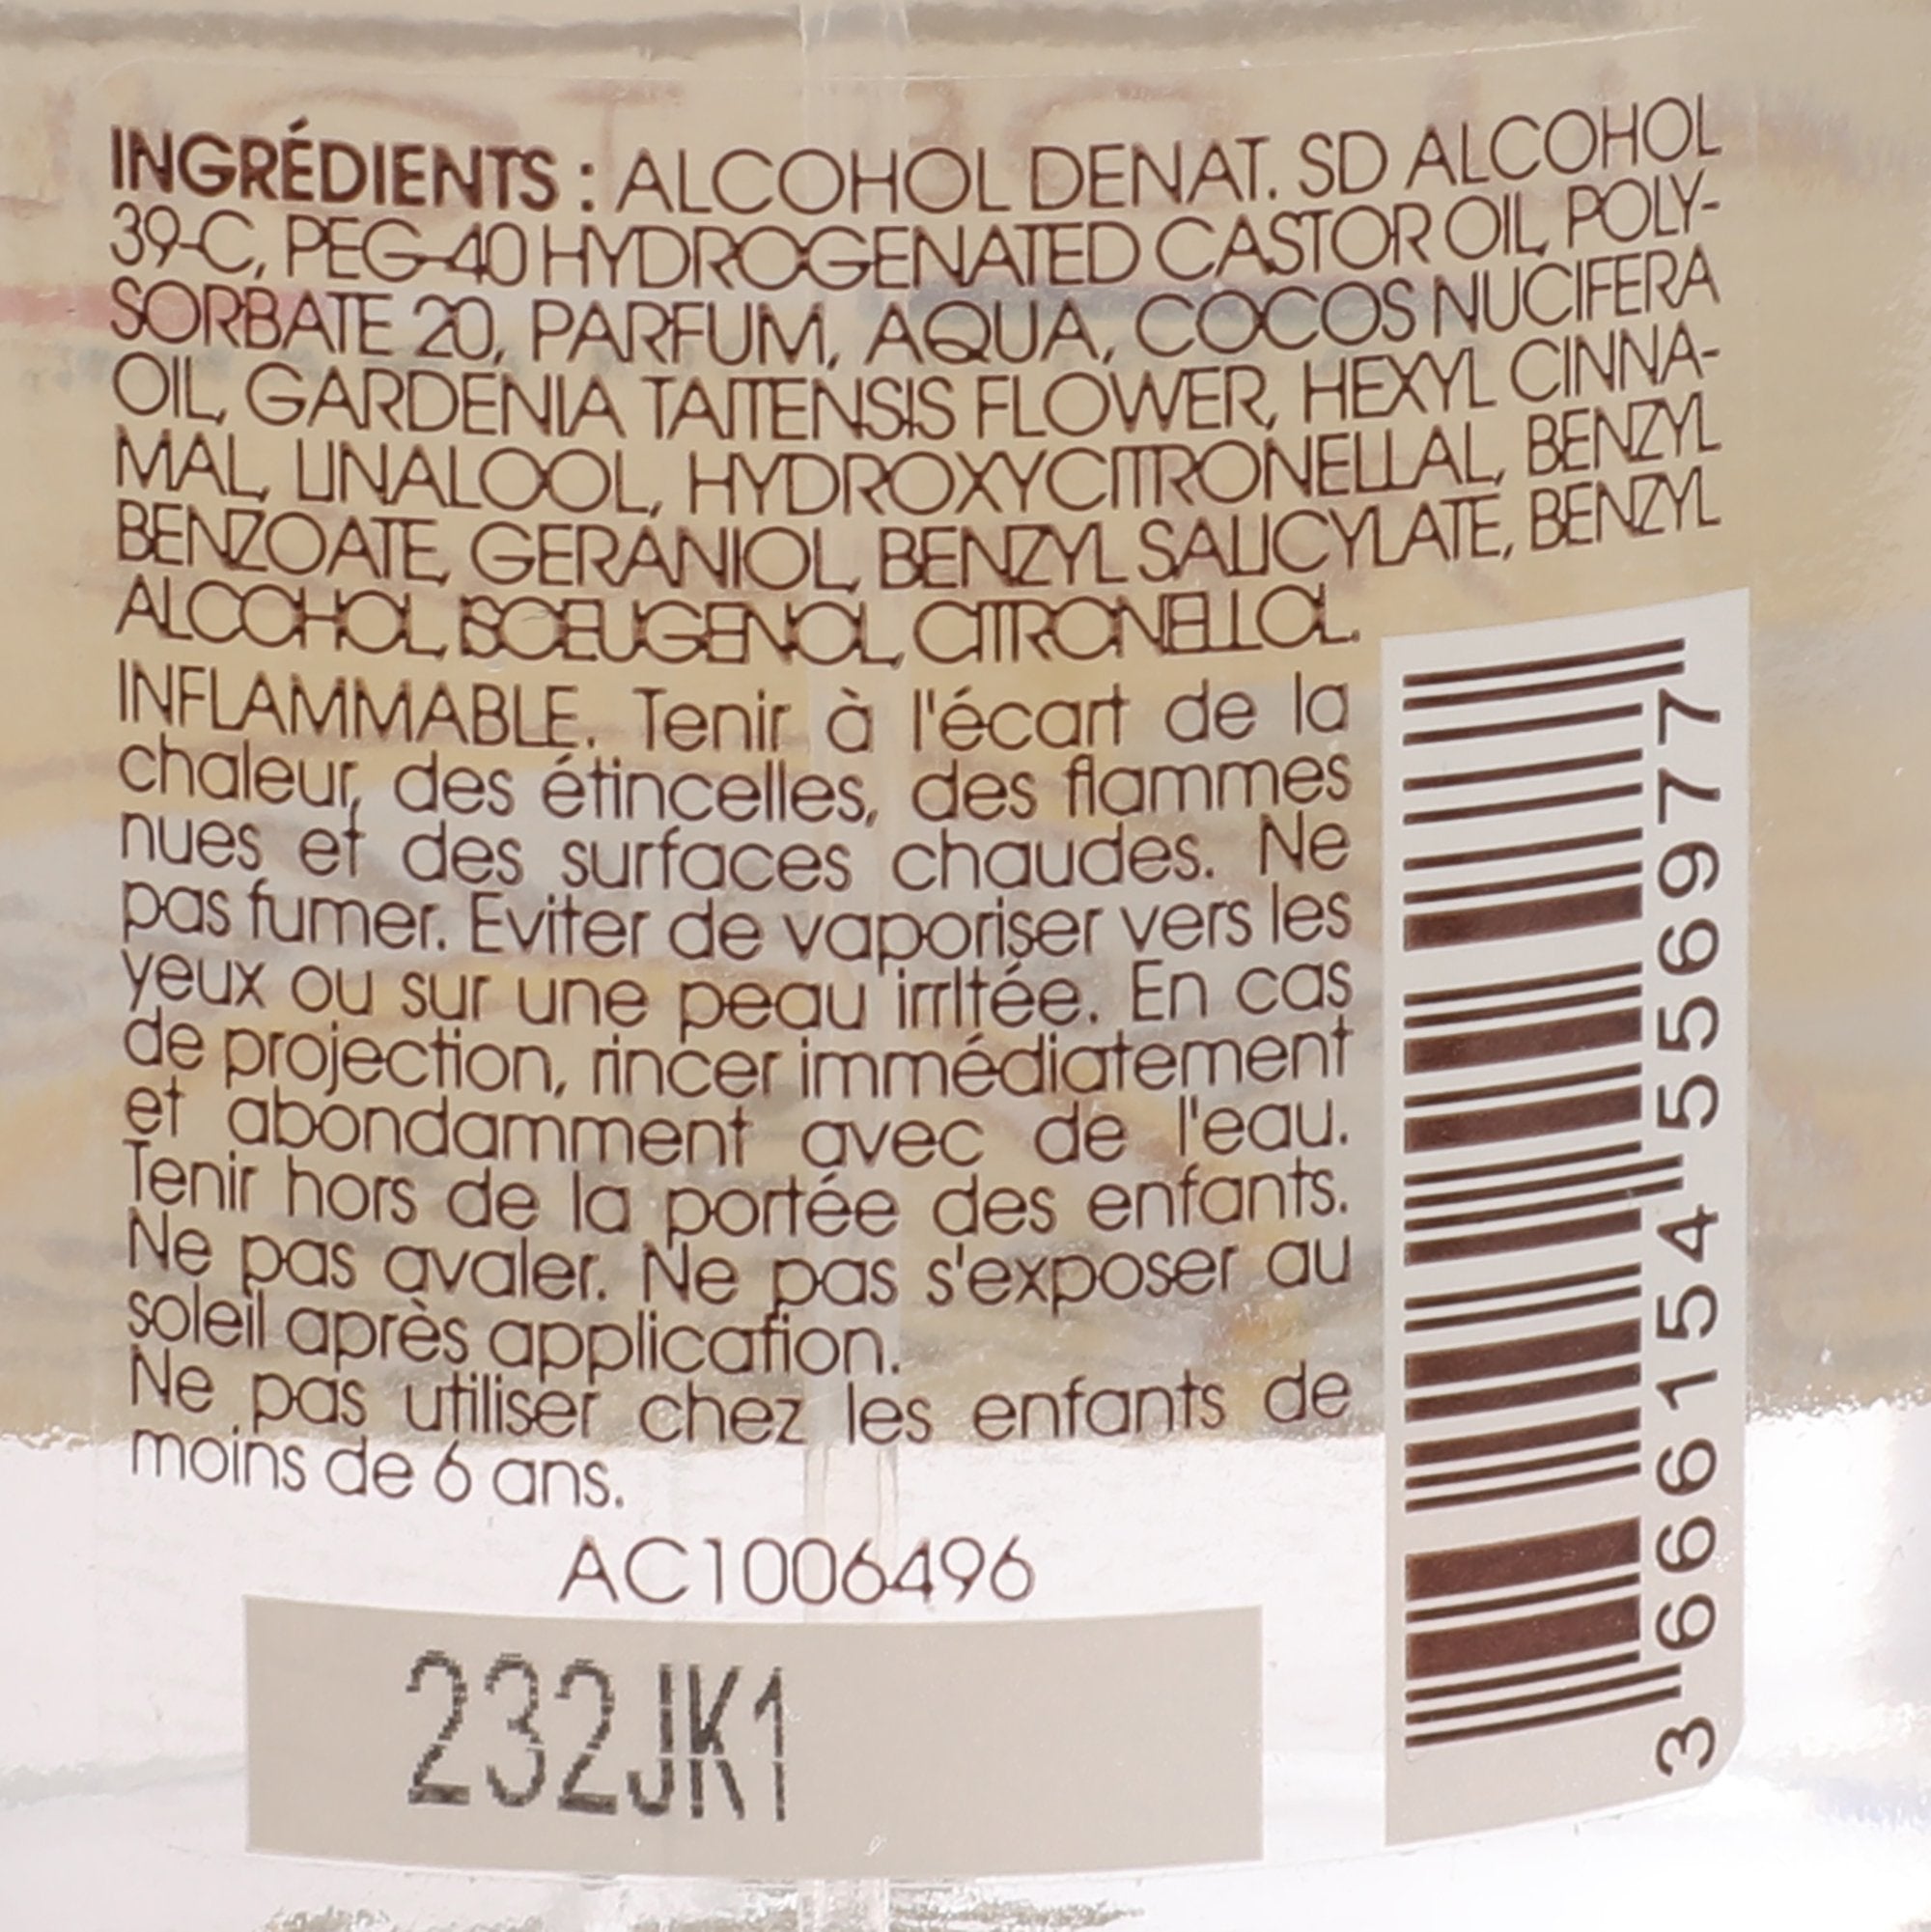 INGRÉDIENTS : ALCOHOL DENAT. SD ALCOHOL
39-C, PEG-40 HYDROGENATED CASTOR OIL, POLY-
SORBATE 20, PARFUM, AQUA, COCOS NUCIFERA
OIL, GARDENIA TAITENSIS FLOWER, HEXYL CINNA-
MAL, LINALOOL, HYDROXYCITRONELLAL, BENZYL
BENZOATE, GERANIOL, BENZYL SALICYLATE, BENZYL
ALCOHOL, ISOEUGENOL, CITRONELLOL.
INFLAMMABLE. Tenir à l'écart de la
chaleur, des étincelles, des flammes
nues et des surfaces chaudes. Ne
pas fumer. Eviter de vaporiser vers les
yeux ou sur une peau irritée. En cas
de projection, rincer immédiatement
et abondamment avec de l'eau.
Tenir hors de la portée des enfants.
Ne pas avaler. Ne pas s'exposer au
soleil après application.
Ne pas utiliser chez les enfants de
moins de 6 ans.
AC1006496
232JK1
3 666154 556977